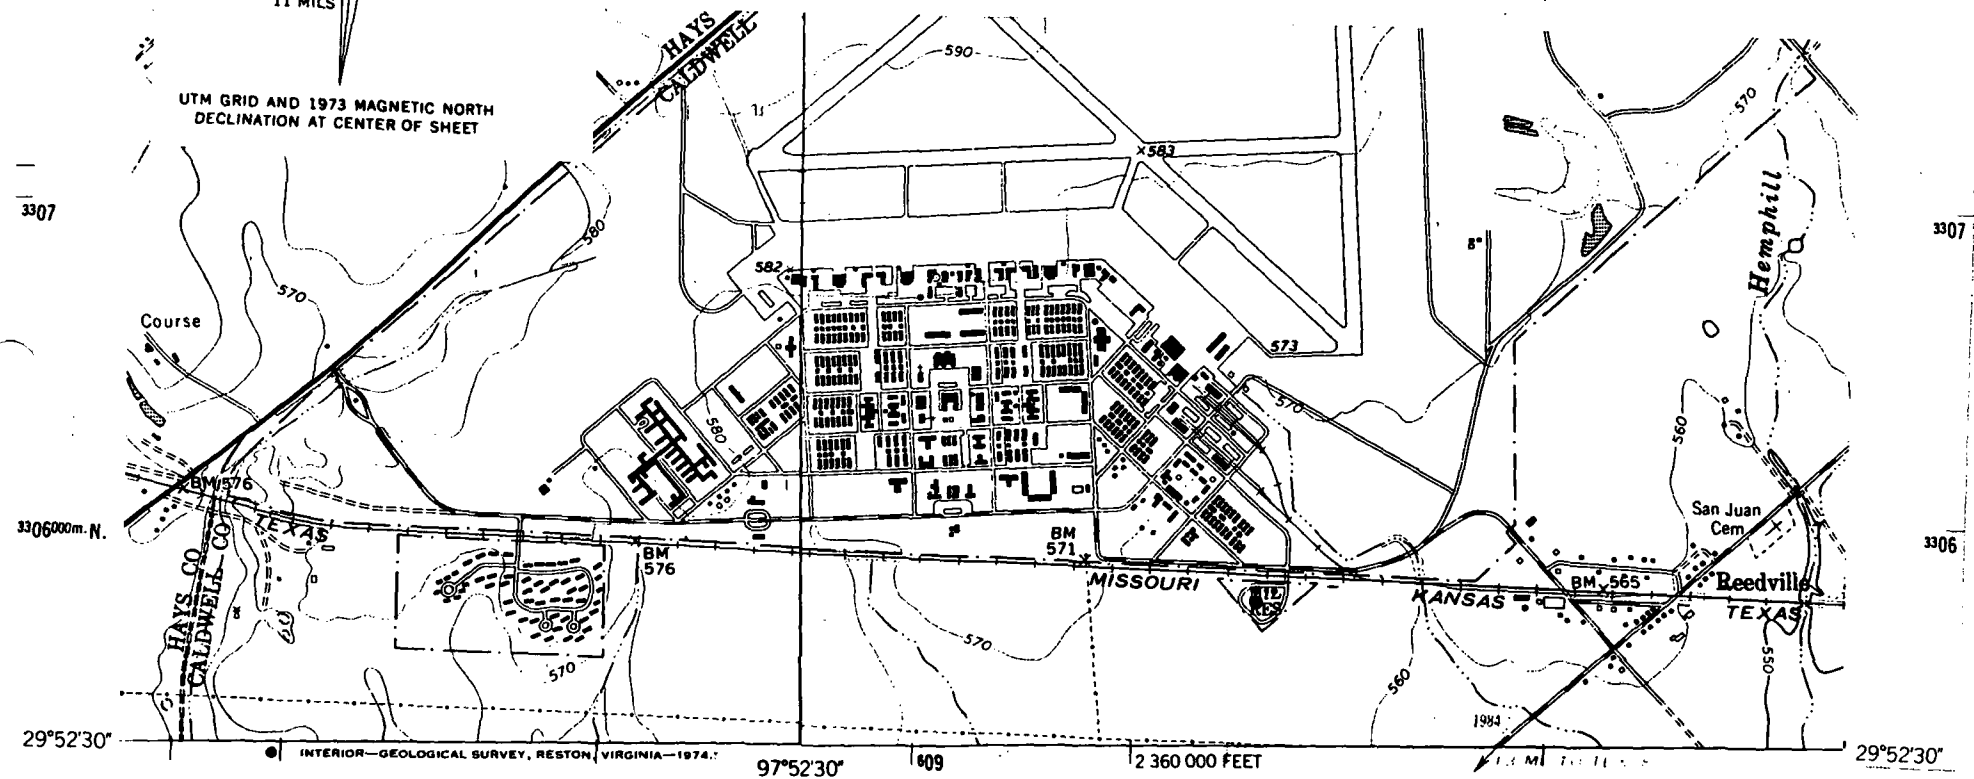 11 MILS
UTM GRID AND 1973 MAGNETIC NORTH
DECLINATION AT CENTER OF SHEET
HAYS
CALDWELL
590
583
570
Hemphill
3307
3307
580
570
582
Course
573
570
580
560
BM 576
San Juan
Cem
3306000m. N.
TEXAS
BM
571
3306
HAYS CO
CALDWELL CO
BM
576
MISSOURI
KANSAS
BM 565
Reedville
TEXAS
570
570
560
550
1984
29°52'30"
INTERIOR—GEOLOGICAL SURVEY, RESTON, VIRGINIA—1974
97°52'30"
609
2 360 000 FEET
29°52'30"